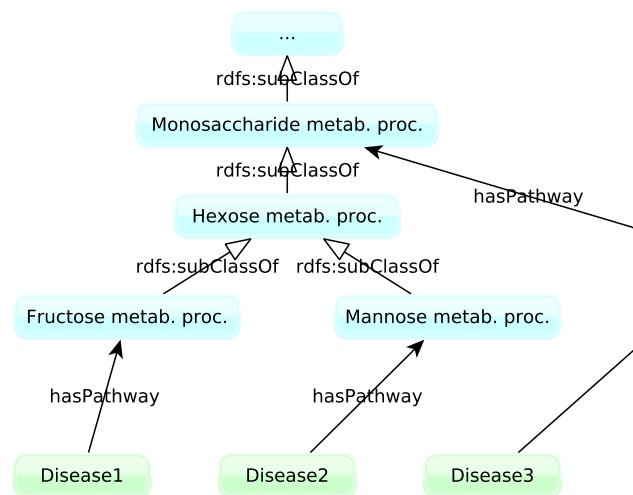 ...
rdfs:subClassOf
Monosaccharide metab. proc.
rdfs:subClassOf
hasPathway
Hexose metab. proc.
rdfs:subClassOf
rdfs:subClassOf
Fructose metab. proc.
Mannose metab. proc.
hasPathway
hasPathway
Disease1
Disease2
Disease3